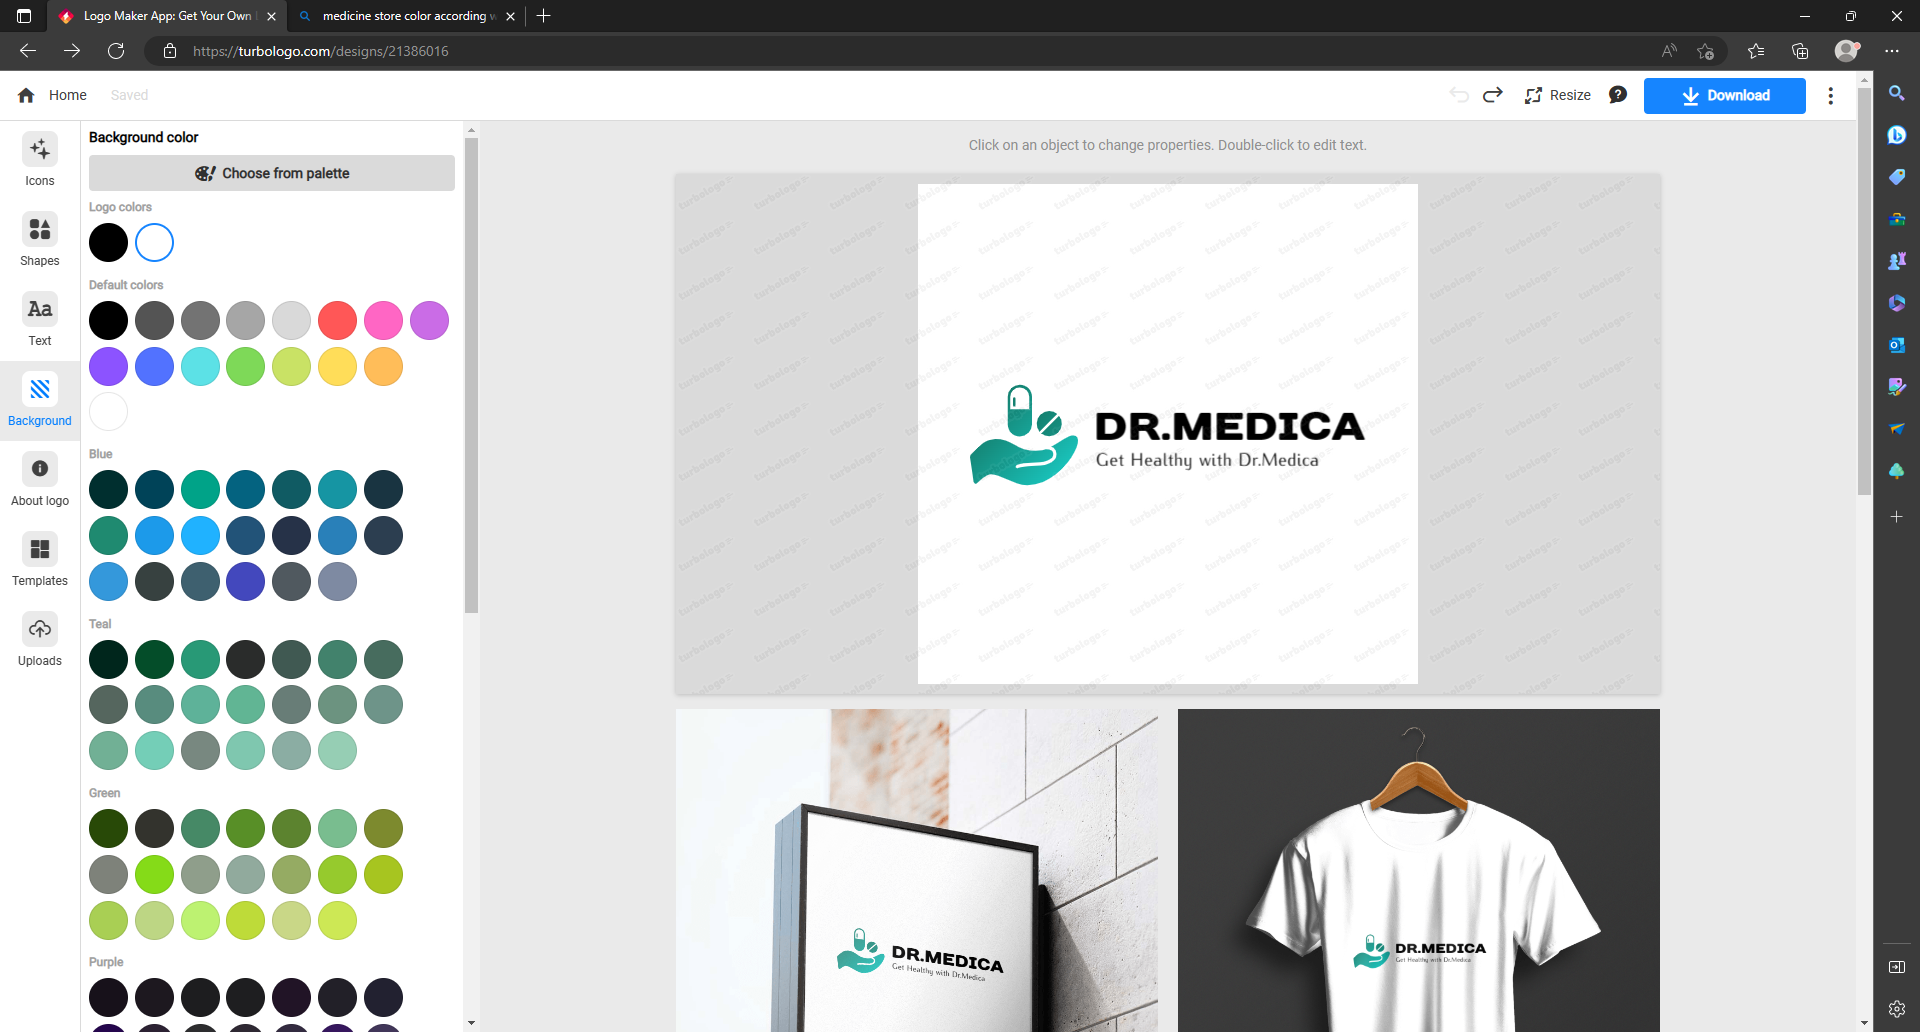 Logo Maker App: Get Your Own
medicine store color according
https://turbologo.com/designs/21386016
Home
Saved
Resize
Download
Icons
Shapes
Aa
Text
Background
About logo
Templates
Uploads
Background color
Choose from palette
Logo colors
Default colors
Blue
Teal
Green
Purple
Click on an object to change properties. Double-click to edit text.
turbologo
DR.MEDICA
Get Healthy with Dr.Medica
DR.MEDICA
Get Healthy with Dr.Medica
DR.MEDICA
Get Healthy with Dr.Medica